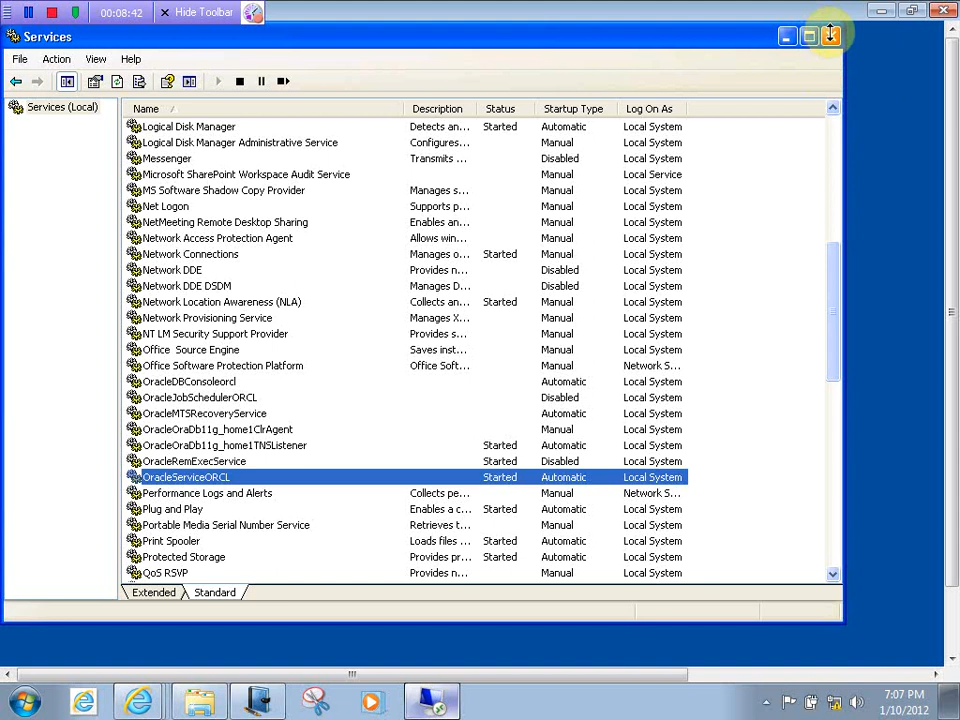 00:08:42 Hide Toolbar
Services
File Action View Help
Services (Local)
Name Description Status Startup Type Log On As
Logical Disk Manager Detects an... Started Automatic Local System
Logical Disk Manager Administrative Service Configures... Manual Local System
Messenger Transmits ... Disabled Local System
Microsoft SharePoint Workspace Audit Service Manual Local Service
MS Software Shadow Copy Provider Manages s... Manual Local System
Net Logon Supports p... Manual Local System
NetMeeting Remote Desktop Sharing Enables an... Manual Local System
Network Access Protection Agent Allows win... Manual Local System
Network Connections Manages o... Started Manual Local System
Network DDE Provides n... Disabled Local System
Network DDE DSDM Manages D... Disabled Local System
Network Location Awareness (NLA) Collects an... Started Manual Local System
Network Provisioning Service Manages X... Manual Local System
NT LM Security Support Provider Provides s... Manual Local System
Office Source Engine Saves inst... Manual Local System
Office Software Protection Platform Office Soft... Manual Network S...
OracleDBConsoleorcl Automatic Local System
OracleJobSchedulerORCL Disabled Local System
OracleMTSRecoveryService Automatic Local System
OracleOraDb11g_home1ClrAgent Manual Local System
OracleOraDb11g_home1TNSListener Started Automatic Local System
OracleRemExecService Started Disabled Local System
OracleServiceORCL Started Automatic Local System
Performance Logs and Alerts Collects pe... Manual Network S...
Plug and Play Enables a c... Started Automatic Local System
Portable Media Serial Number Service Retrieves t... Manual Local System
Print Spooler Loads files ... Started Automatic Local System
Protected Storage Provides pr... Started Automatic Local System
QoS RSVP Provides n... Manual Local System
Extended Standard
7:07 PM
1/10/2012